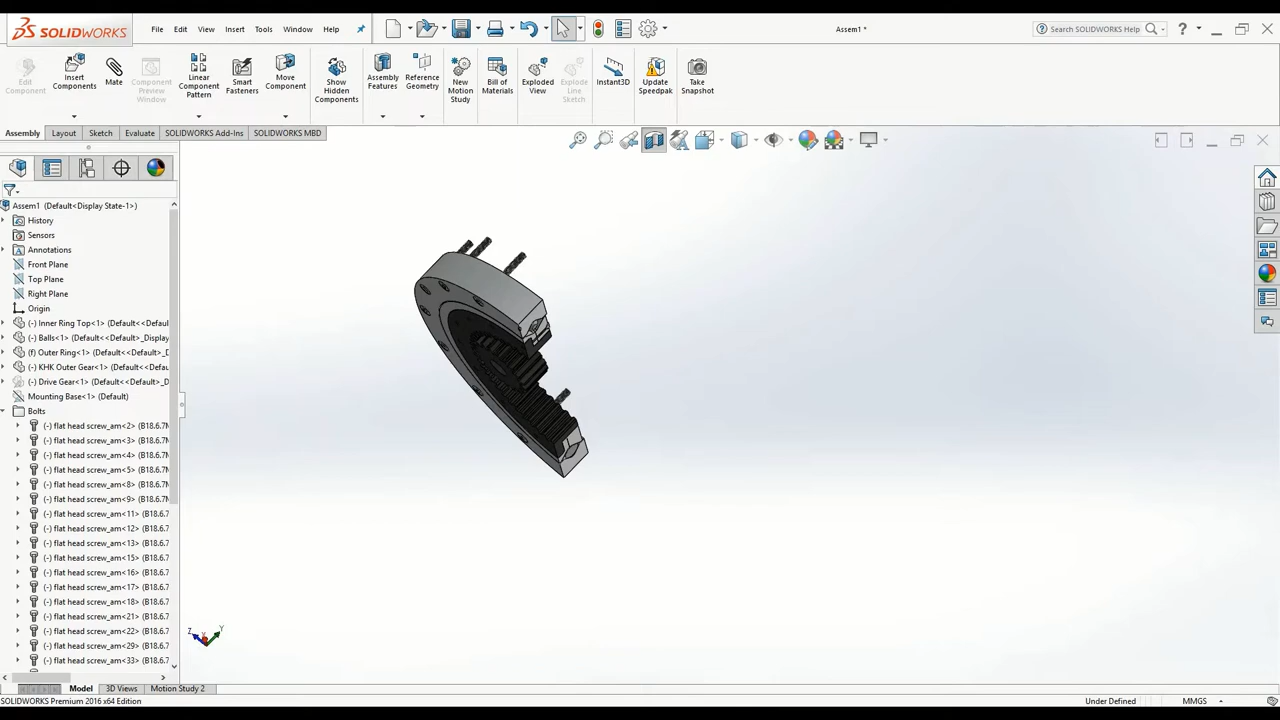 SOLIDWORKS
File Edit View Insert Tools Window Help
Assem1 *
Search SOLIDWORKS Help
Edit Component
Insert Components
Mate
Component Preview Window
Linear Component Pattern
Smart Fasteners
Move Component
Show Hidden Components
Assembly Features
Reference Geometry
New Motion Study
Bill of Materials
Exploded View
Explode Line Sketch
Instant3D
Update Speedpak
Take Snapshot
Assembly Layout Sketch Evaluate SOLIDWORKS Add-Ins SOLIDWORKS MBD
Assem1 (Default<Display State-1>)
History
Sensors
Annotations
Front Plane
Top Plane
Right Plane
Origin
(-) Inner Ring Top<1> (Default<<Defaul
(-) Balls<1> (Default<<Default>_Display
(f) Outer Ring<1> (Default<<Default>_D
(-) KHK Outer Gear<1> (Default<<Defaul
(-) Drive Gear<1> (Default<<Default>_D
Mounting Base<1> (Default)
Bolts
(-) flat head screw_am<2> (B18.6.7M
(-) flat head screw_am<3> (B18.6.7M
(-) flat head screw_am<4> (B18.6.7M
(-) flat head screw_am<5> (B18.6.7M
(-) flat head screw_am<8> (B18.6.7M
(-) flat head screw_am<9> (B18.6.7M
(-) flat head screw_am<11> (B18.6.7
(-) flat head screw_am<12> (B18.6.7
(-) flat head screw_am<13> (B18.6.7
(-) flat head screw_am<15> (B18.6.7
(-) flat head screw_am<16> (B18.6.7
(-) flat head screw_am<17> (B18.6.7
(-) flat head screw_am<18> (B18.6.7
(-) flat head screw_am<21> (B18.6.7
(-) flat head screw_am<22> (B18.6.7
(-) flat head screw_am<29> (B18.6.7
(-) flat head screw_am<33> (B18.6.7
Z Y
Model 3D Views Motion Study 2
SOLIDWORKS Premium 2016 x64 Edition
Under Defined
MMGS